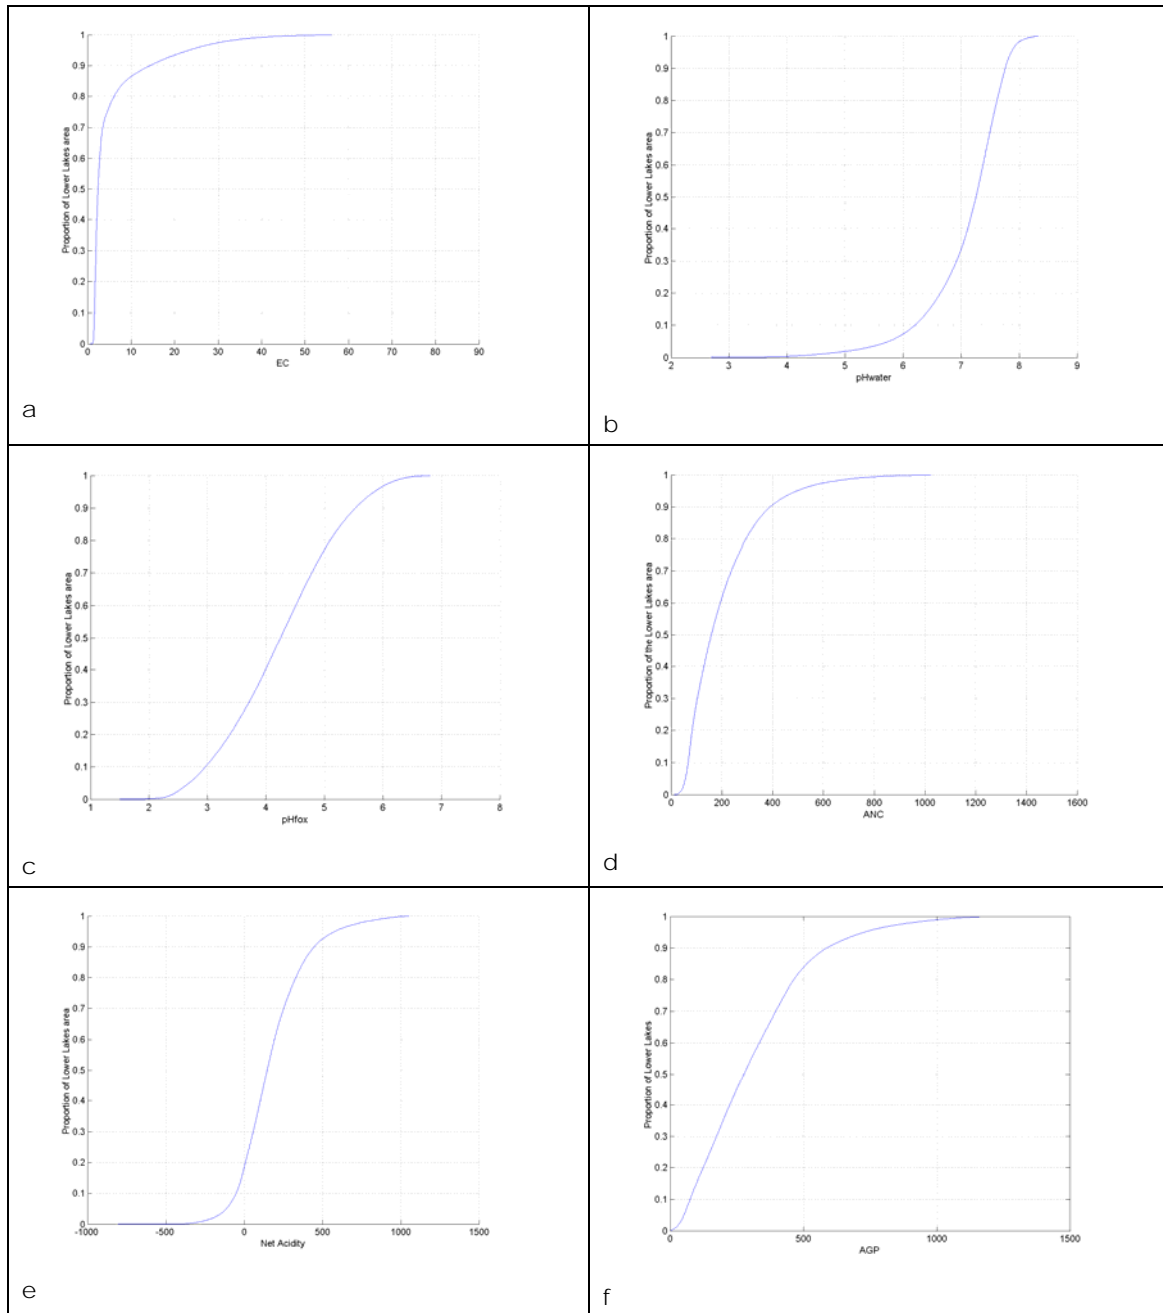 Proportion of Lower Lakes area
1
0.9
0.8
0.7
0.6
0.5
0.4
0.3
0.2
0.1
0
0 10 20 30 40 50 60 70 80 90
EC
a
Proportion of Lower Lakes area
1
0.9
0.8
0.7
0.6
0.5
0.4
0.3
0.2
0.1
0
2 3 4 5 6 7 8 9
pHwater
b
Proportion of Lower Lakes area
1
0.9
0.8
0.7
0.6
0.5
0.4
0.3
0.2
0.1
0
1 2 3 4 5 6 7 8
pHfox
c
Proportion of the Lower Lakes area
1
0.9
0.8
0.7
0.6
0.5
0.4
0.3
0.2
0.1
0
0 200 400 600 800 1000 1200 1400 1600
ANC
d
Proportion of Lower Lakes area
1
0.9
0.8
0.7
0.6
0.5
0.4
0.3
0.2
0.1
0
-1000 -500 0 500 1000 1500
Net Acidity
e
Proportion of Lower Lakes
1
0.9
0.8
0.7
0.6
0.5
0.4
0.3
0.2
0.1
0
0 500 1000 1500
AGP
f